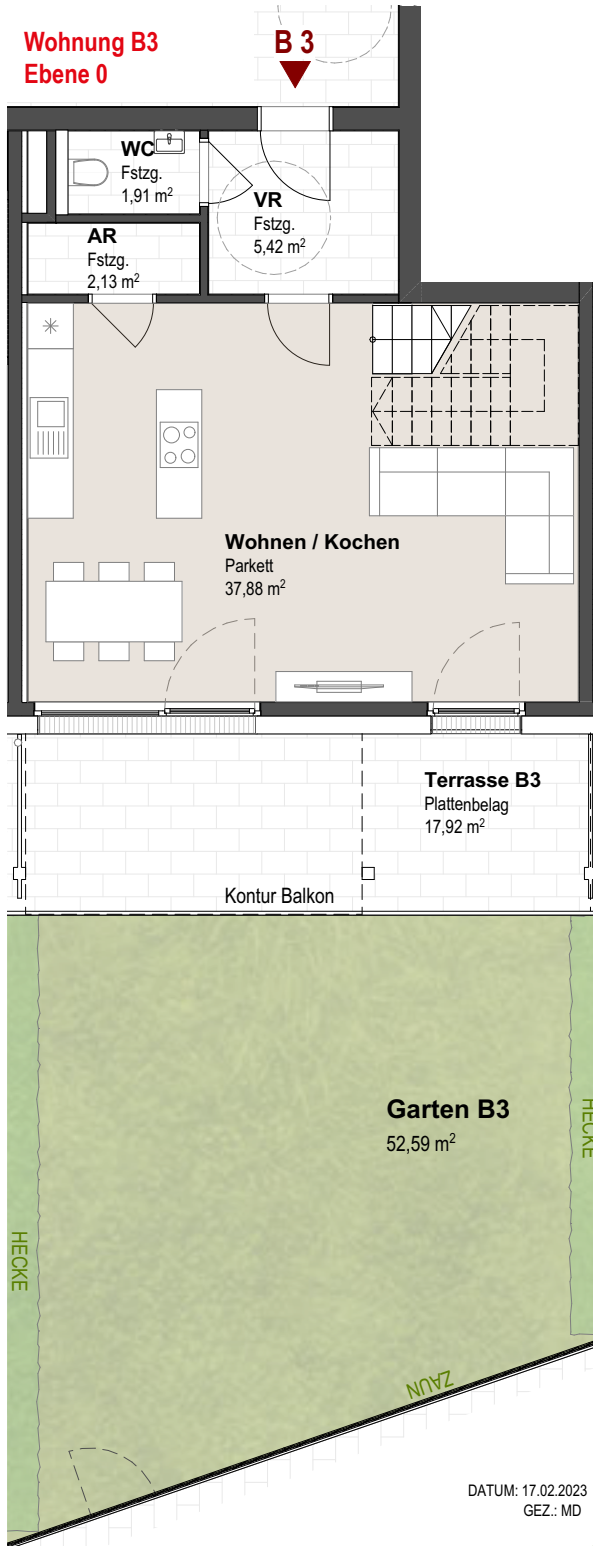 Wohnung B3
Ebene 0
B 3
WC
Fstzg.
1,91 m²
VR
Fstzg.
5,42 m²
AR
Fstzg.
2,13 m²
Wohnen / Kochen
Parkett
37,88 m²
Terrasse B3
Plattenbelag
17,92 m²
Kontur Balkon
Garten B3
52,59 m²
HECKE
HECKE
ZAUN
DATUM: 17.02.2023
GEZ.: MD